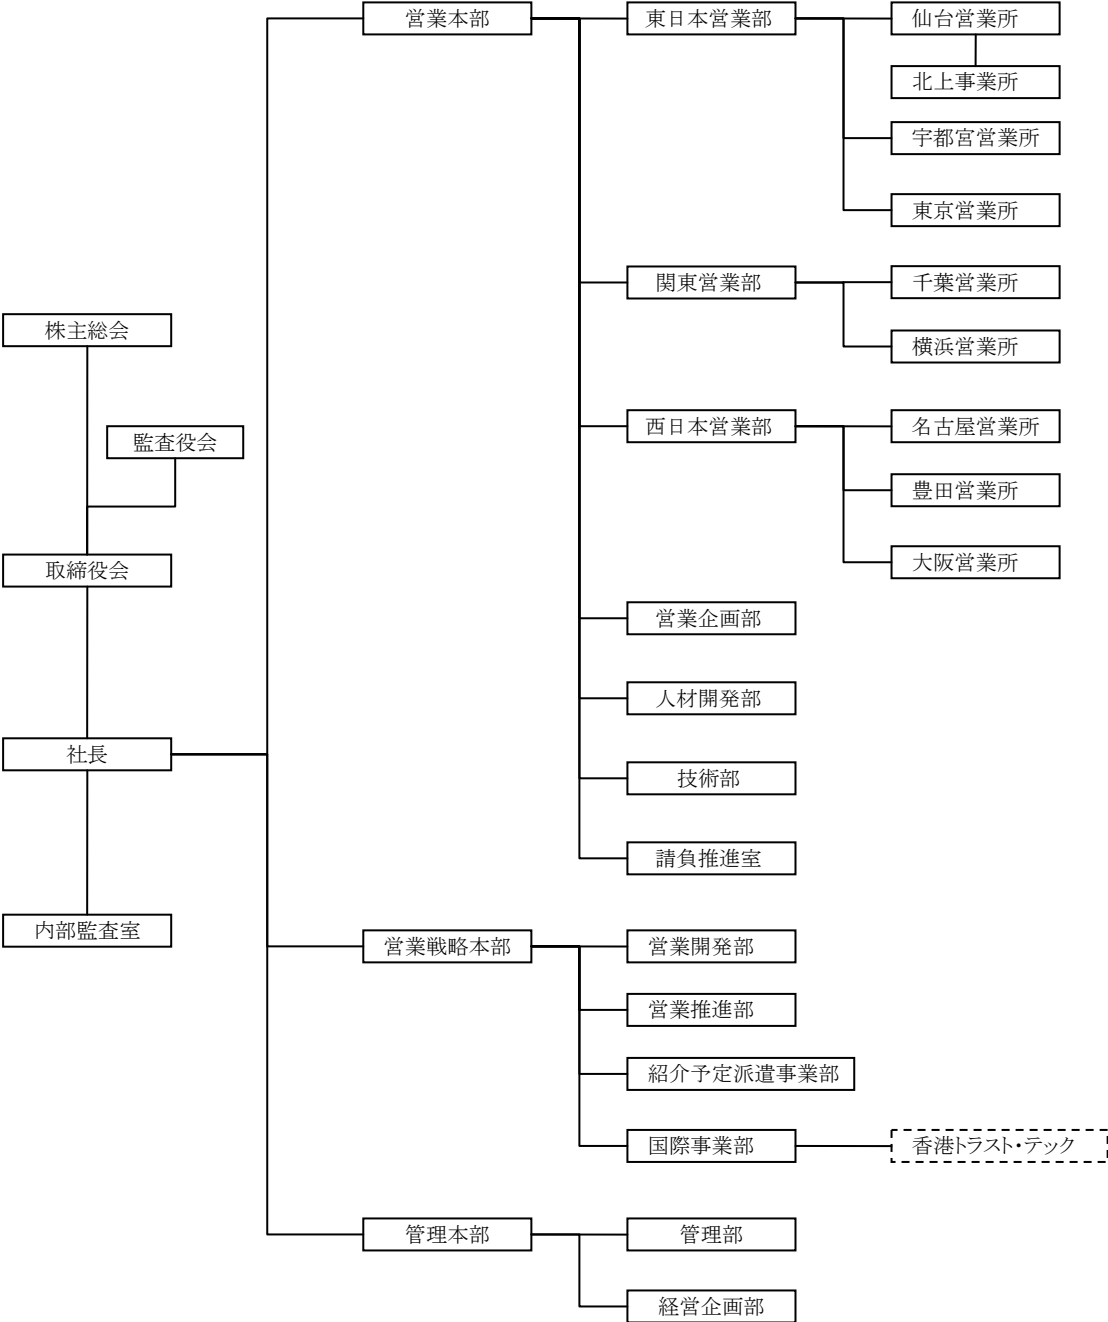 営業本部
東日本営業部
仙台営業所
北上事業所
宇都宮営業所
東京営業所
関東営業部
千葉営業所
株主総会
横浜営業所
西日本営業部
名古屋営業所
監査役会
豊田営業所
取締役会
大阪営業所
営業企画部
人材開発部
社長
技術部
請負推進室
内部監査室
営業戦略本部
営業開発部
営業推進部
紹介予定派遣事業部
国際事業部
香港トラスト・テック
管理本部
管理部
経営企画部